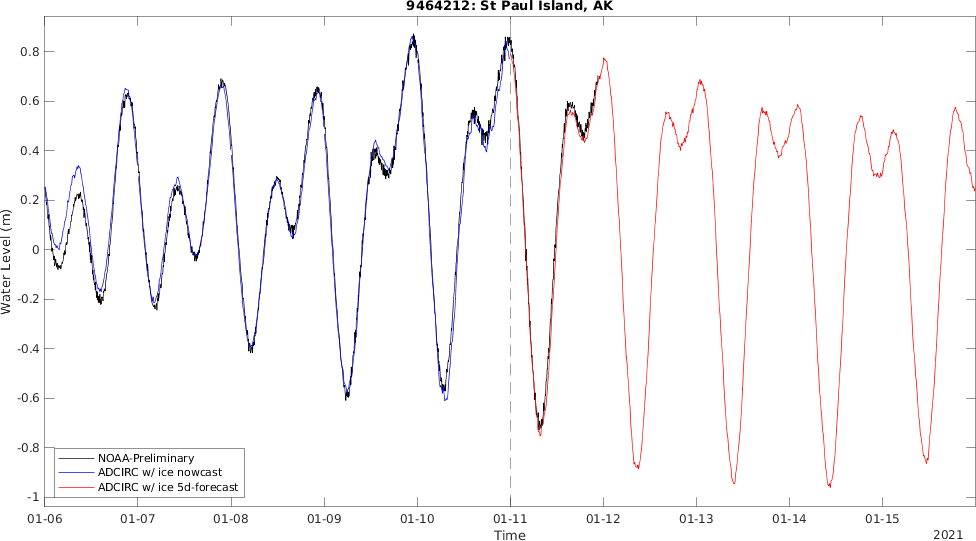 9464212: St Paul Island, AK
Water Level (m)
0.8
0.6
0.4
0.2
0
-0.2
-0.4
-0.6
-0.8
-1
NOAA-Preliminary
ADCIRC w/ ice nowcast
ADCIRC w/ ice 5d-forecast
01-06 01-07 01-08 01-09 01-10 01-11 01-12 01-13 01-14 01-15
Time
2021